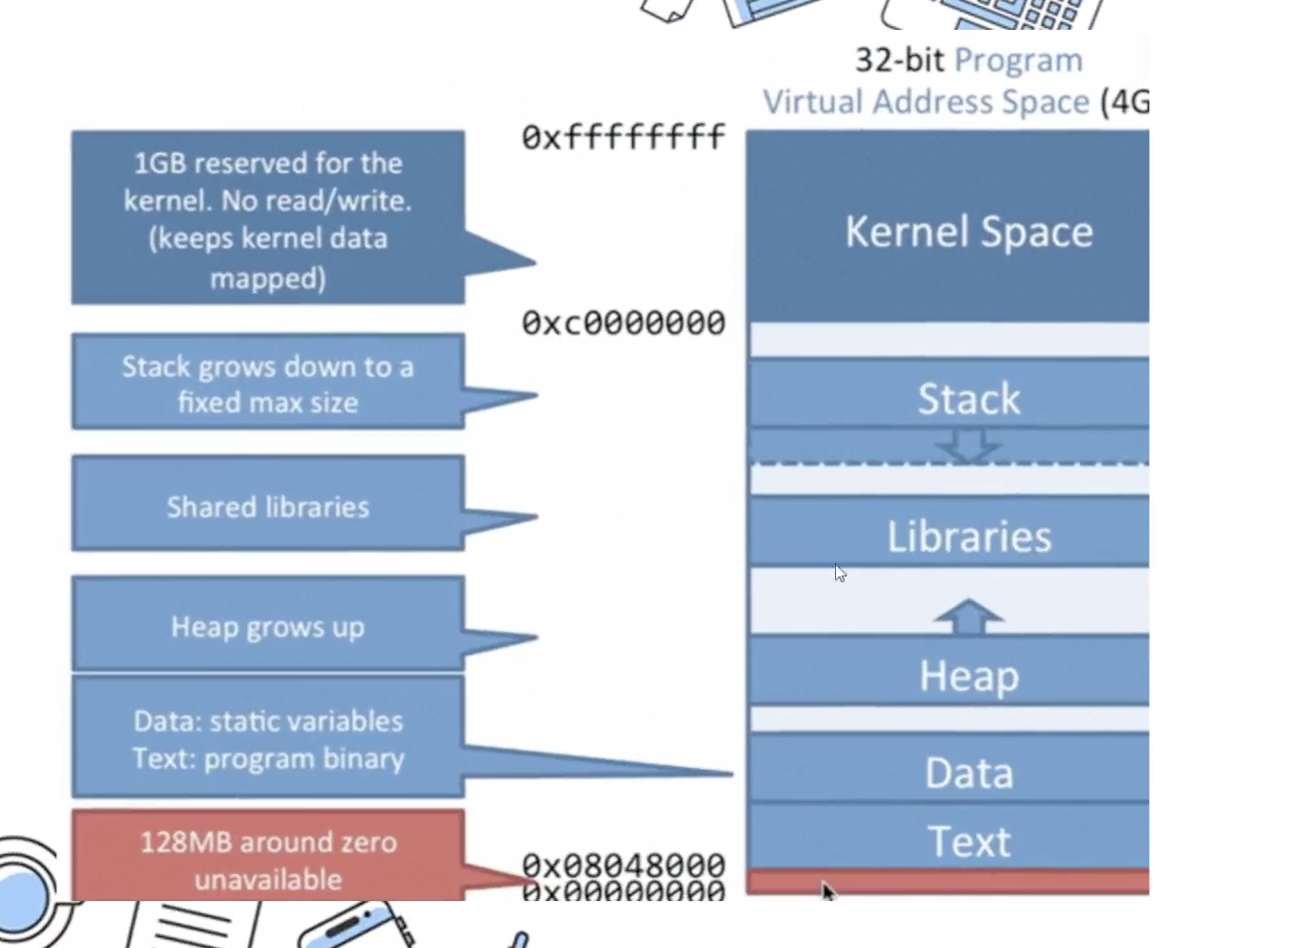 32-bit Program
Virtual Address Space (4G
0xffffffff
1GB reserved for the
kernel. No read/write.
(keeps kernel data
mapped)
Kernel Space
0xc0000000
Stack grows down to a
fixed max size
Stack
Shared libraries
Libraries
Heap grows up
Heap
Data: static variables
Text: program binary
Data
Text
128MB around zero
unavailable
0x08048000
0x00000000